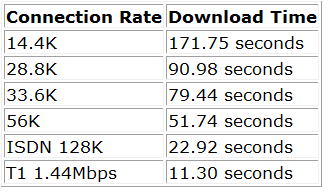 Connection Rate Download Time
14.4K 171.75 seconds
28.8K 90.98 seconds
33.6K 79.44 seconds
56K 51.74 seconds
ISDN 128K 22.92 seconds
T1 1.44Mbps 11.30 seconds